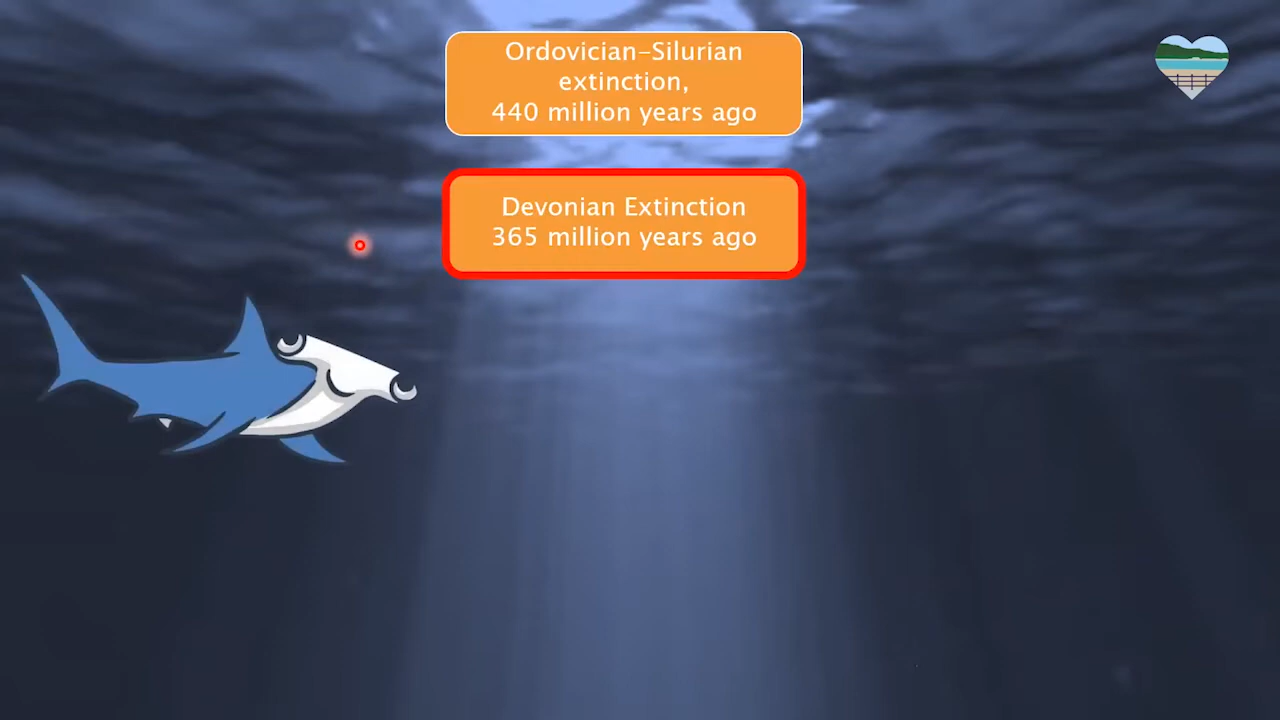 Ordovician–Silurian
extinction,
440 million years ago
Devonian Extinction
365 million years ago